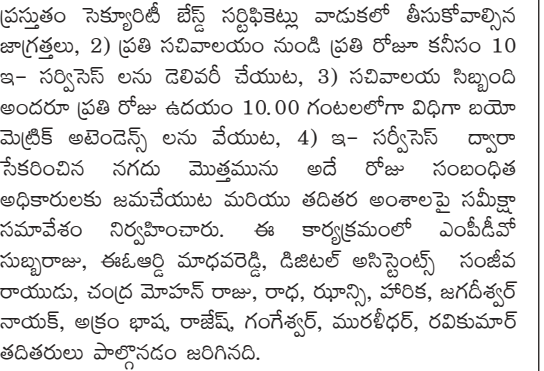 ప్రస్తుతం సెక్యూరిటీ బేస్డ్ సర్టిఫికెట్లు వాడుకలో తీసుకోవాల్సిన
జాగ్రత్తలు, 2) ప్రతి సచివాలయం నుండి ప్రతి రోజూ కనీసం 10
ఇ- సర్విసెస్ లను డెలివరీ చేయుట, 3) సచివాలయ సిబ్బంది
అందరూ ప్రతి రోజు ఉదయం 10.00 గంటలలోగా విధిగా బయో
మెట్రిక్ అటెండెన్స్ లను వేయుట, 4) ఇ- సర్వీసెస్ ద్వారా
సేకరించిన నగదు మొత్తమును అదే రోజు సంబంధిత
అధికారులకు జమచేయుట మరియు తదితర అంశాలపై సమీక్షా
సమావేశం నిర్వహించారు. ఈ కార్యక్రమంలో ఎంపీడీవో
సుబ్బరాజు, ఈఓఆర్డి మాధవరెడ్డి, డిజిటల్ అసిస్టెంట్స్ సంజీవ
రాయుడు, చంద్ర మోహన్ రాజు, రాధ, ఝాన్సి, హారిక, జగదీశ్వర్
నాయక్, అక్రం భాష, రాజేష్, గంగేశ్వర్, మురళీధర్, రవికుమార్
తదితరులు పాల్గొనడం జరిగినది.